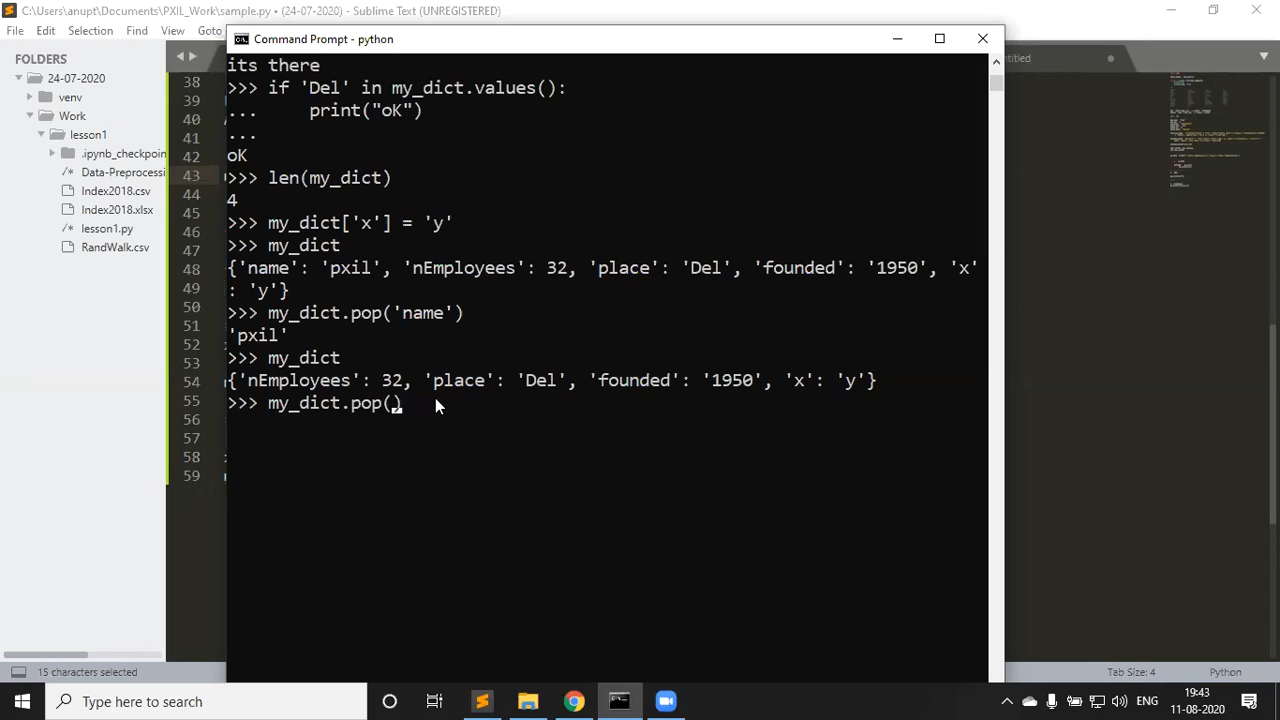 C:\Users\anupt\Documents\PXIL_Work\sample.py • (24-07-2020) - Sublime Text (UNREGISTERED)
File Edit Selection Find View Goto
FOLDERS
24-07-2020
venv
Work
lesson1
.ipynb_checkpoin
Data-Preprocessi
Index2018.csv
Index2018.xlsx
lesson1.py
RandWalk.csv
38
39
40
41
42
43
44
45
46
47
48
49
50
51
52
53
54
55
56
57
58
59
Command Prompt - python
its there
>>> if 'Del' in my_dict.values():
...     print("oK")
...
oK
>>> len(my_dict)
4
>>> my_dict['x'] = 'y'
>>> my_dict
{'name': 'pxil', 'nEmployees': 32, 'place': 'Del', 'founded': '1950', 'x'
: 'y'}
>>> my_dict.pop('name')
'pxil'
>>> my_dict
{'nEmployees': 32, 'place': 'Del', 'founded': '1950', 'x': 'y'}
>>> my_dict.pop()
ntitled
15 characters selected
Tab Size: 4
Python
Type here to search
ENG
19:43
11-08-2020